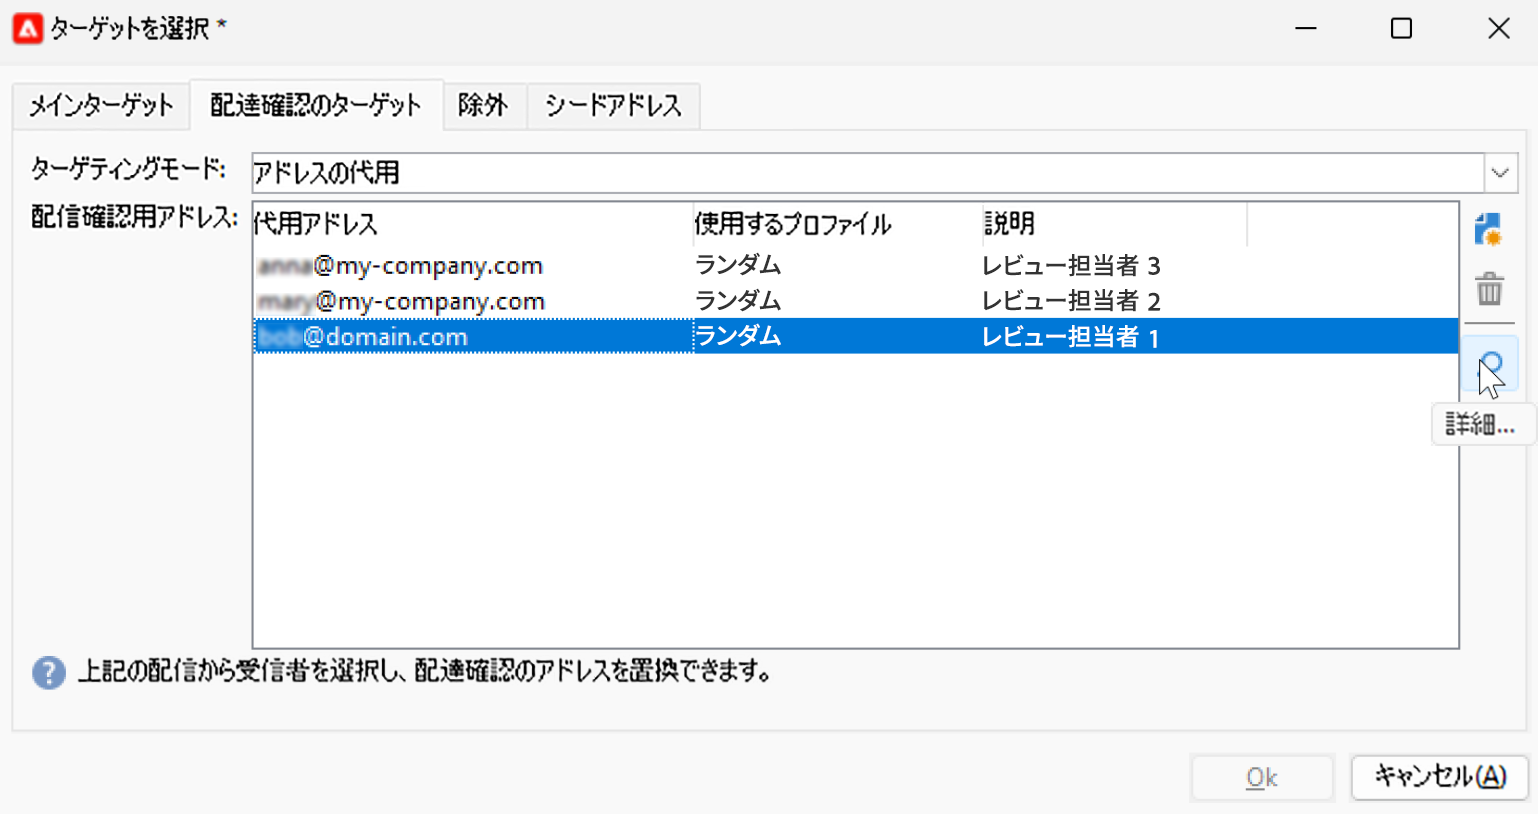 ターゲットを選択 *
メインターゲット 配達確認のターゲット 除外 シードアドレス
ターゲティングモード: アドレスの代用
配信確認用アドレス: 代用アドレス 使用するプロファイル 説明
@my-company.com ランダム レビュー担当者 3
@my-company.com ランダム レビュー担当者 2
@domain.com ランダム レビュー担当者 1
詳細...
? 上記の配信から受信者を選択し、配達確認のアドレスを置換できます。
Ok キャンセル(A)